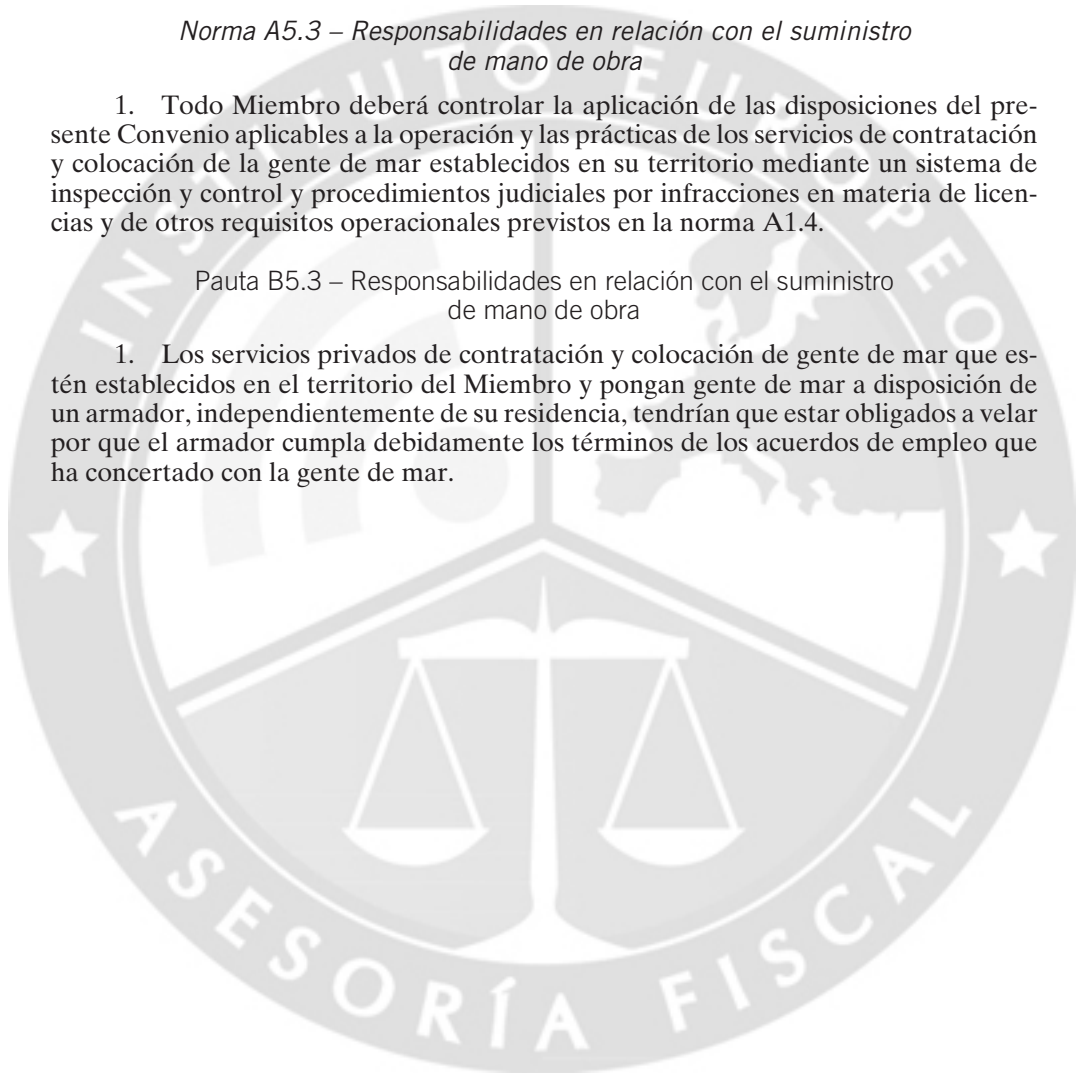 Norma A5.3 – Responsabilidades en relación con el suministro
de mano de obra
1. Todo Miembro deberá controlar la aplicación de las disposiciones del pre-
sente Convenio aplicables a la operación y las prácticas de los servicios de contratación
y colocación de la gente de mar establecidos en su territorio mediante un sistema de
inspección y control y procedimientos judiciales por infracciones en materia de licen-
cias y de otros requisitos operacionales previstos en la norma A1.4.
Pauta B5.3 – Responsabilidades en relación con el suministro
de mano de obra
1. Los servicios privados de contratación y colocación de gente de mar que es-
tén establecidos en el territorio del Miembro y pongan gente de mar a disposición de
un armador, independientemente de su residencia, tendrían que estar obligados a velar
por que el armador cumpla debidamente los términos de los acuerdos de empleo que
ha concertado con la gente de mar.
INSTITUTO EUROPEO
ASESORÍA FISCAL